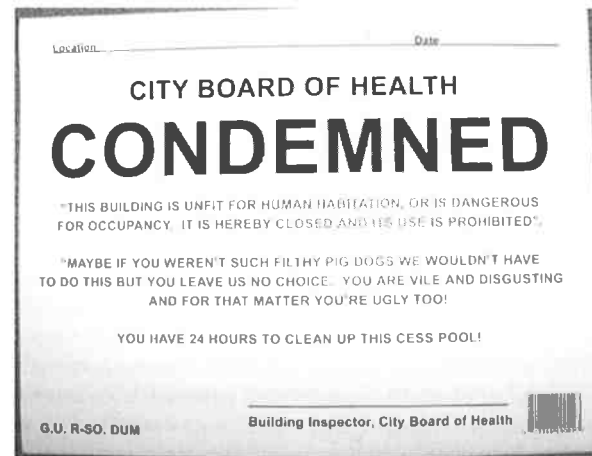 Location Date
CITY BOARD OF HEALTH
CONDEMNED
"THIS BUILDING IS UNFIT FOR HUMAN HABITATION, OR IS DANGEROUS
FOR OCCUPANCY. IT IS HEREBY CLOSED AND ITS USE IS PROHIBITED".
"MAYBE IF YOU WEREN'T SUCH FILTHY PIG DOGS WE WOULDN'T HAVE
TO DO THIS BUT YOU LEAVE US NO CHOICE. YOU ARE VILE AND DISGUSTING
AND FOR THAT MATTER YOU'RE UGLY TOO!
YOU HAVE 24 HOURS TO CLEAN UP THIS CESS POOL!
Building Inspector, City Board of Health
G.U. R-SO. DUM